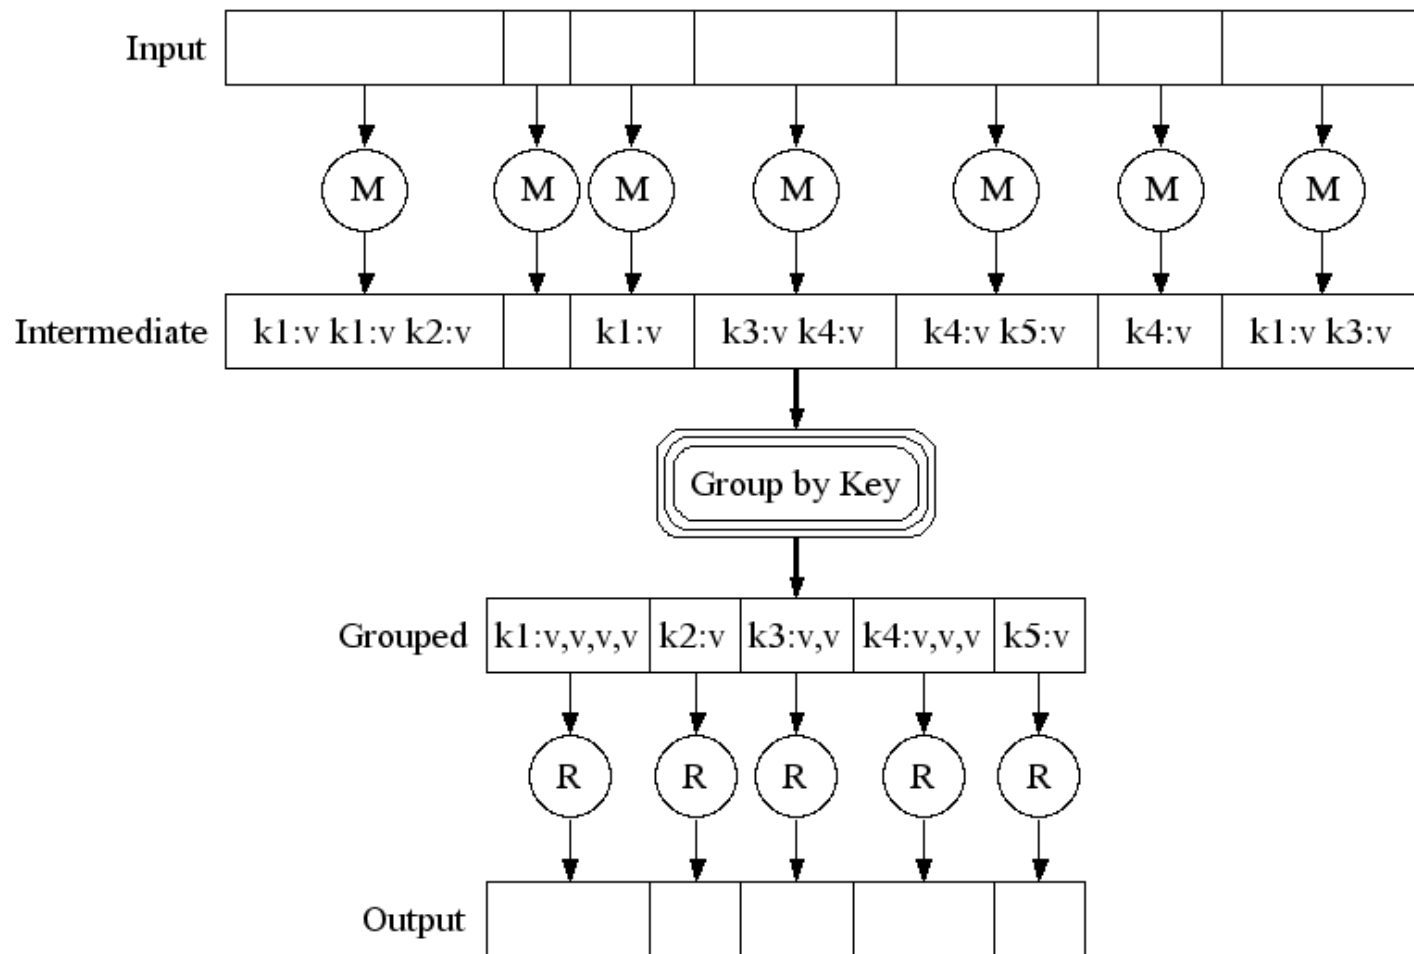 Input
M M M M M M M
Intermediate k1:v k1:v k2:v k1:v k3:v k4:v k4:v k5:v k4:v k1:v k3:v
Group by Key
Grouped k1:v,v,v,v k2:v k3:v,v k4:v,v,v k5:v
R R R R R
Output